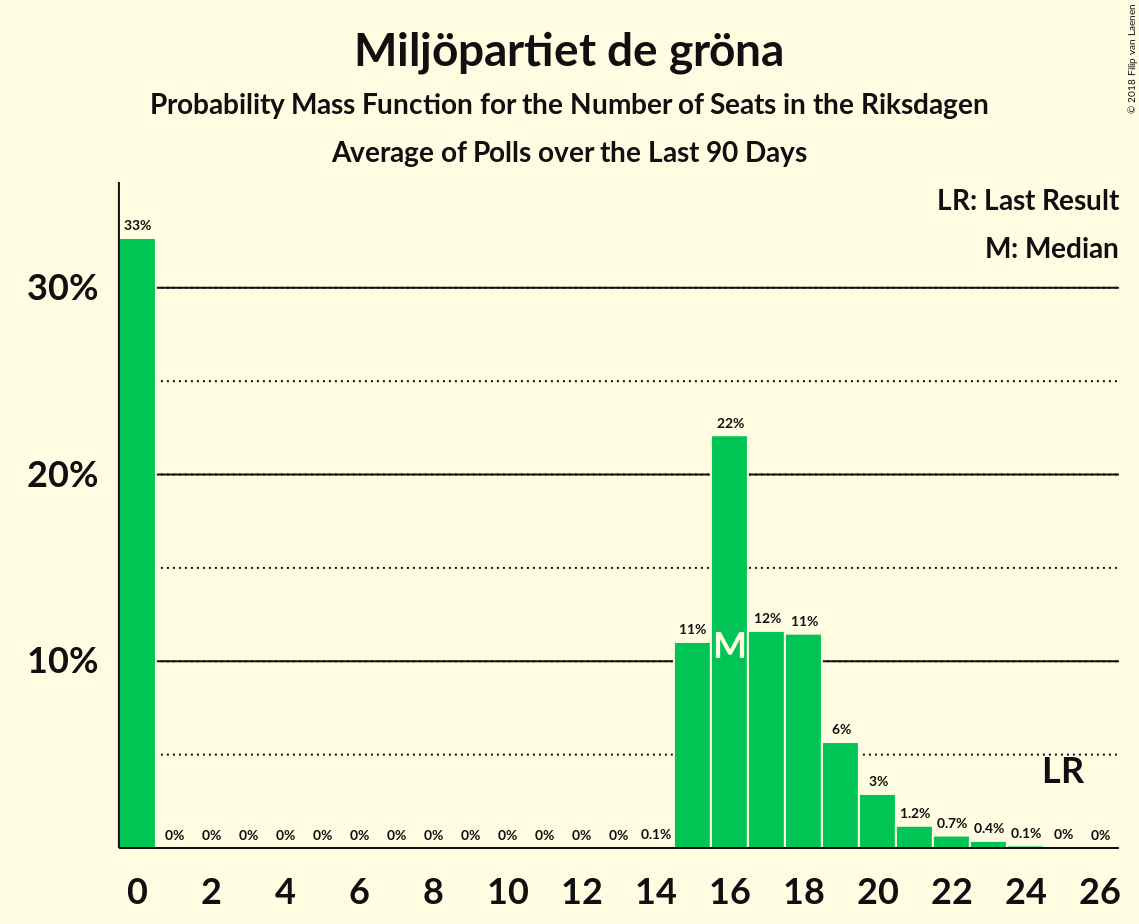 Miljöpartiet de gröna
Probability Mass Function for the Number of Seats in the Riksdagen
Average of Polls over the Last 90 Days
© 2018 Filip van Laenen
LR: Last Result
M: Median
33%
30%
22%
20%
11%
12%
11%
M
10%
6%
LR
3%
1.2%
0% 0% 0% 0% 0% 0% 0% 0% 0% 0% 0% 0% 0% 0.1% 0.7% 0.4% 0.1% 0% 0%
0 2 4 6 8 10 12 14 16 18 20 22 24 26